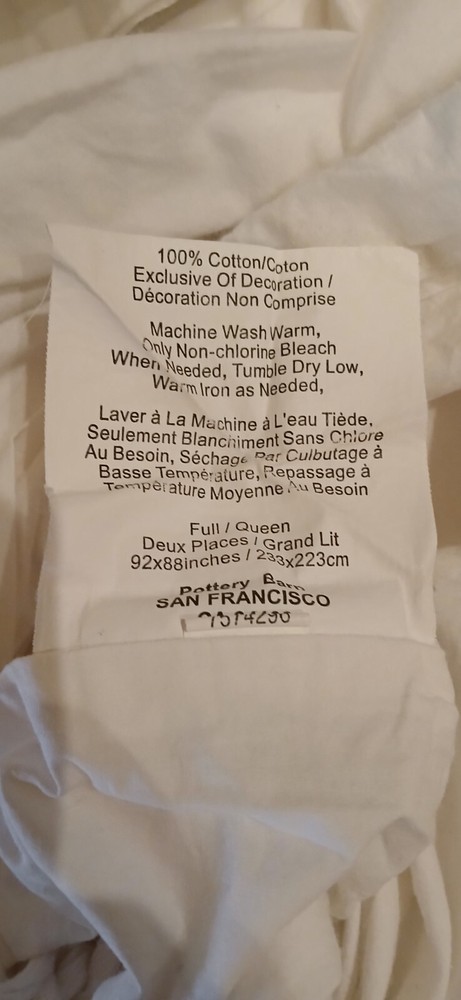 100% Cotton/Coton
Exclusive Of Decoration /
Décoration Non Comprise
Machine Wash Warm,
Only Non-chlorine Bleach
When Needed, Tumble Dry Low,
Warm Iron as Needed,
Laver à La Machine à L'eau Tiède,
Seulement Blanchiment Sans Chlore
Au Besoin, Séchage Par Culbutage à
Basse Température, Repassage à
Température Moyenne Au Besoin
Full / Queen
Deux Places / Grand Lit
92x88inches / 233x223cm
Pottery Barn
SAN FRANCISCO